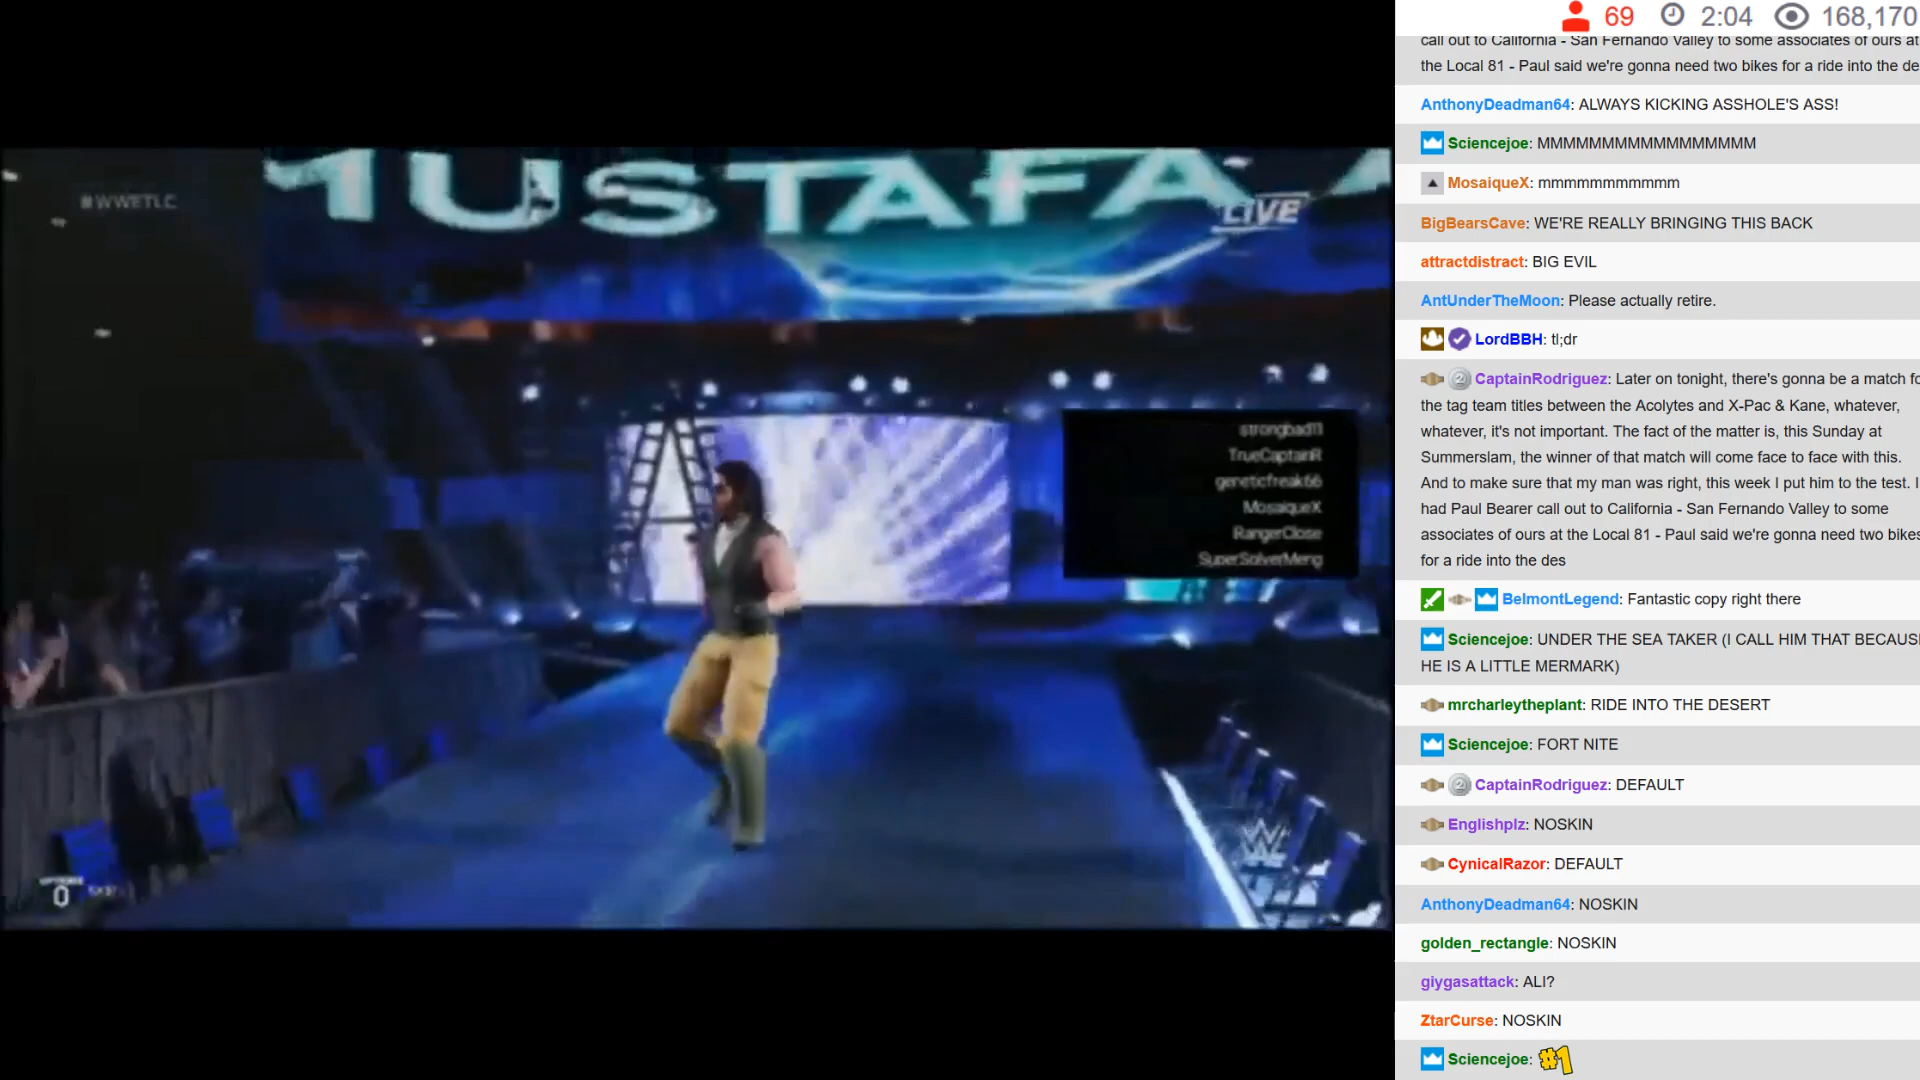 69 2:04 168,170
call out to California - San Fernando Valley to some associates of ours at
the Local 81 - Paul said we're gonna need two bikes for a ride into the de
AnthonyDeadman64: ALWAYS KICKING ASSHOLE'S ASS!
Sciencejoe: MMMMMMMMMMMMMMMMM
MosaiqueX: mmmmmmmmmmm
BigBearsCave: WE'RE REALLY BRINGING THIS BACK
attractdistract: BIG EVIL
AntUnderTheMoon: Please actually retire.
LordBBH: tl;dr
CaptainRodriguez: Later on tonight, there's gonna be a match fo
the tag team titles between the Acolytes and X-Pac & Kane, whatever,
whatever, it's not important. The fact of the matter is, this Sunday at
Summerslam, the winner of that match will come face to face with this.
And to make sure that my man was right, this week I put him to the test. I
had Paul Bearer call out to California - San Fernando Valley to some
associates of ours at the Local 81 - Paul said we're gonna need two bikes
for a ride into the des
BelmontLegend: Fantastic copy right there
Sciencejoe: UNDER THE SEA TAKER (I CALL HIM THAT BECAUSE
HE IS A LITTLE MERMARK)
mrcharleytheplant: RIDE INTO THE DESERT
Sciencejoe: FORT NITE
CaptainRodriguez: DEFAULT
Englishplz: NOSKIN
CynicalRazor: DEFAULT
AnthonyDeadman64: NOSKIN
golden_rectangle: NOSKIN
giygasattack: ALI?
ZtarCurse: NOSKIN
Sciencejoe: #1
MUSTAFA A
#WWETLC
LIVE
strongbad11
TrueCaptainR
geneticfreak66
MosaiqueX
RangerClose
SuperSolverMeng
W
0